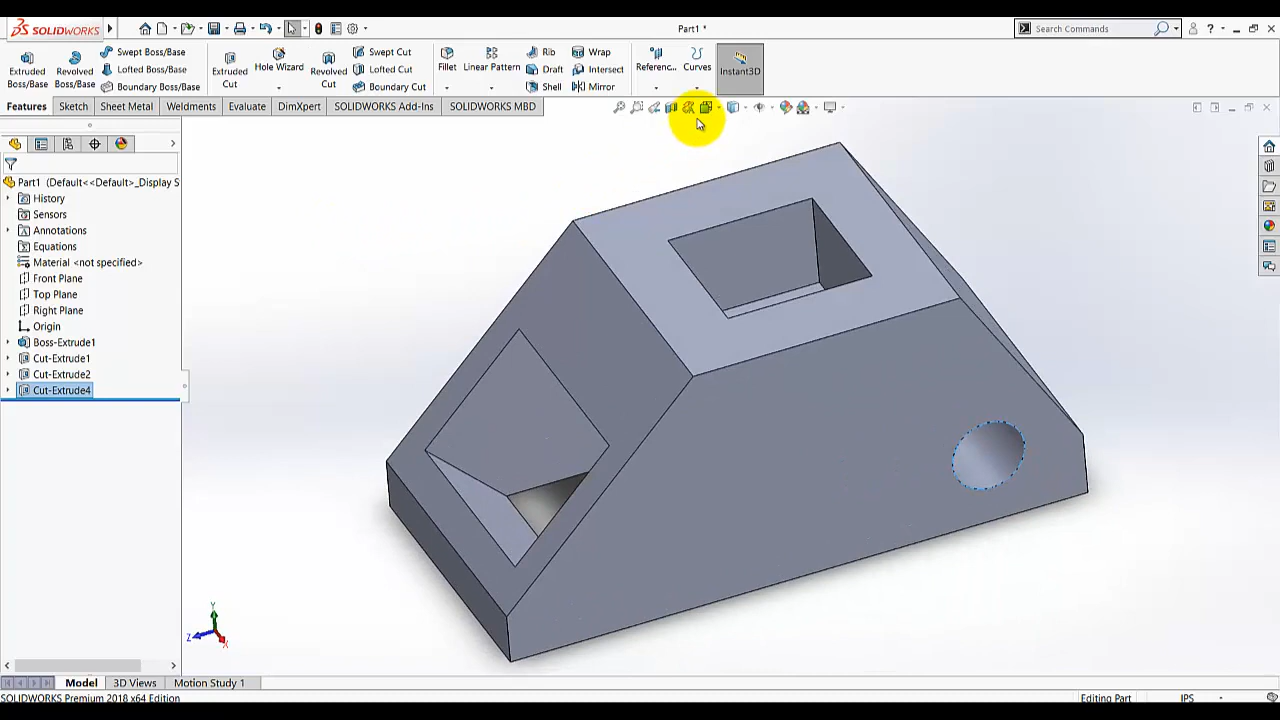 SOLIDWORKS
Part1 *
Search Commands
Extruded Boss/Base
Revolved Boss/Base
Swept Boss/Base
Lofted Boss/Base
Boundary Boss/Base
Extruded Cut
Hole Wizard
Revolved Cut
Swept Cut
Lofted Cut
Boundary Cut
Fillet
Linear Pattern
Rib
Draft
Shell
Wrap
Intersect
Mirror
Referenc...
Curves
Instant3D
Features
Sketch
Sheet Metal
Weldments
Evaluate
DimXpert
SOLIDWORKS Add-Ins
SOLIDWORKS MBD
Part1 (Default<<Default>_Display S
History
Sensors
Annotations
Equations
Material <not specified>
Front Plane
Top Plane
Right Plane
Origin
Boss-Extrude1
Cut-Extrude1
Cut-Extrude2
Cut-Extrude4
Y
Z
X
Model
3D Views
Motion Study 1
SOLIDWORKS Premium 2018 x64 Edition
Editing Part
IPS